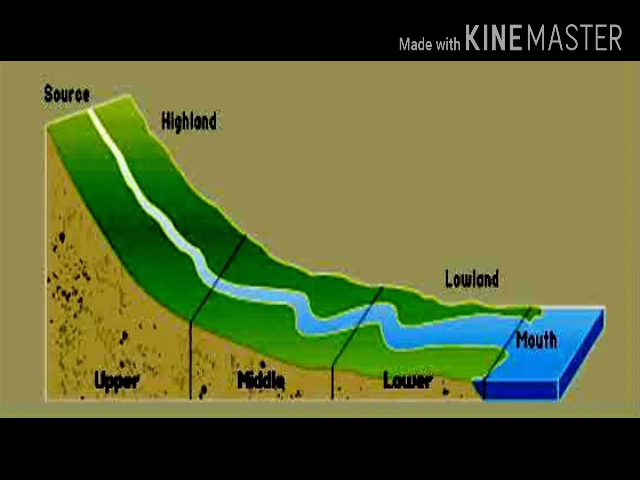 Made with KINEMASTER
Source
Highland
Lowland
Mouth
Upper
Middle
Lower